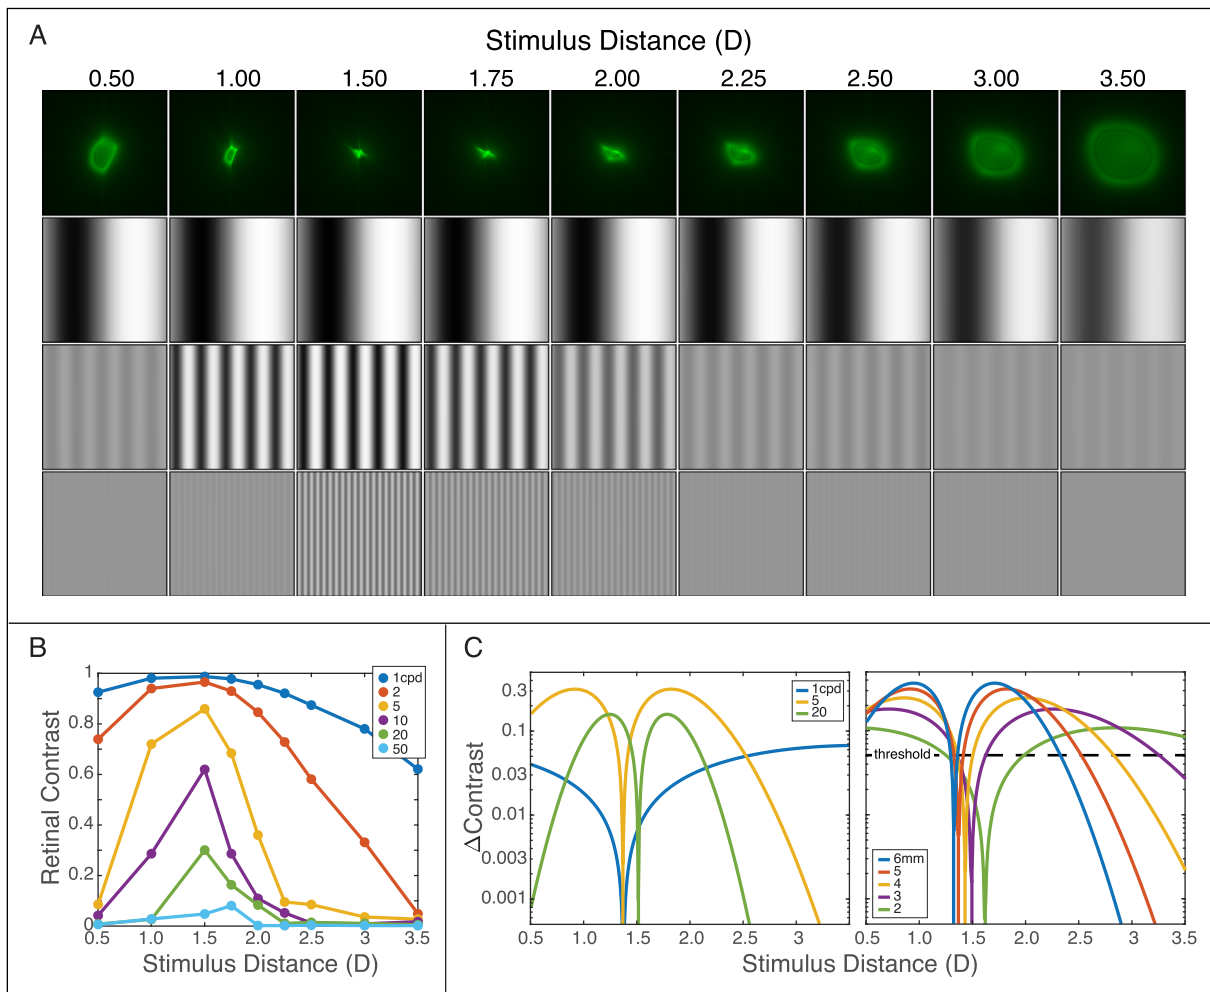 A
Stimulus Distance (D)
0.50 1.00 1.50 1.75 2.00 2.25 2.50 3.00 3.50
B
1
0.8
0.6
0.4
0.2
0
Retinal Contrast
1cpd
2
5
10
20
50
0.5 1.0 1.5 2.0 2.5 3.0 3.5
Stimulus Distance (D)
C
0.3
0.1
0.03
0.01
0.003
0.001
ΔContrast
1cpd
5
20
0.5 1.0 1.5 2.0 2.5 3
threshold
6mm
5
4
3
2
0.5 1.0 1.5 2.0 2.5 3 3.5
Stimulus Distance (D)